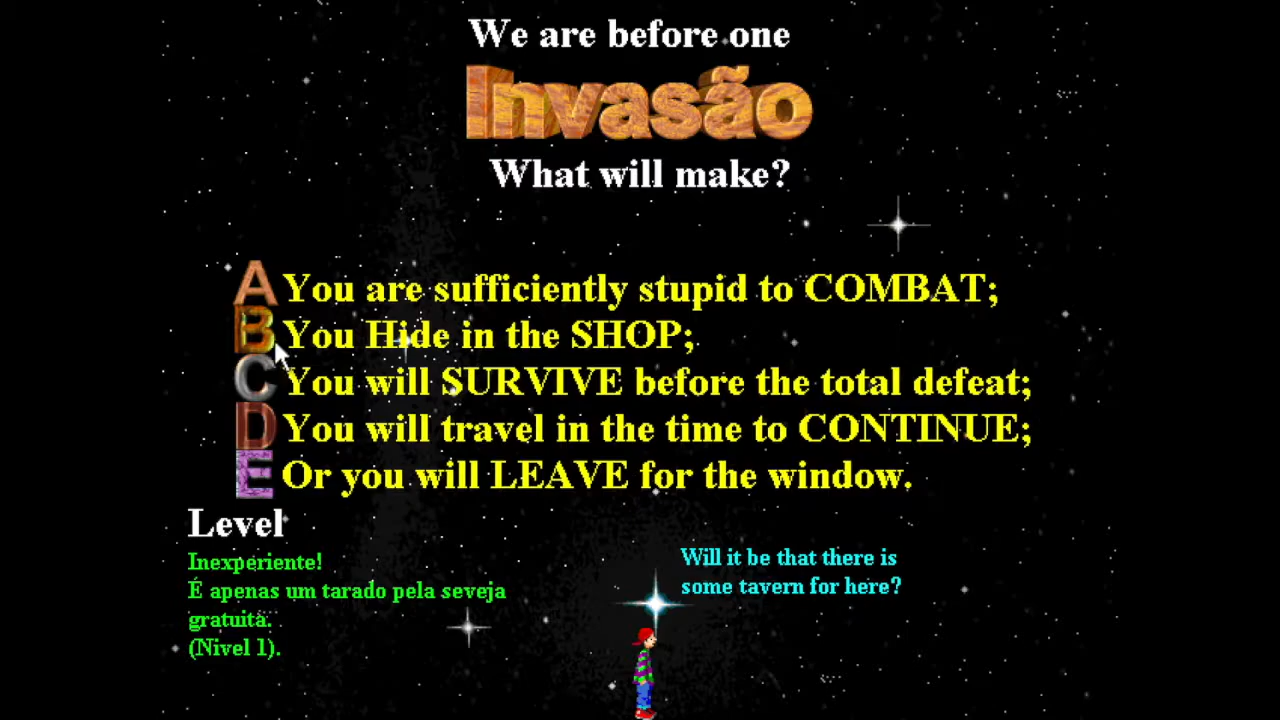 We are before one
Invasão
What will make?
A You are sufficiently stupid to COMBAT;
B You Hide in the SHOP;
C You will SURVIVE before the total defeat;
D You will travel in the time to CONTINUE;
E Or you will LEAVE for the window.
Level
Inexperiente!
É apenas um tarado pela seveja
gratuita.
(Nivel 1).
Will it be that there is
some tavern for here?